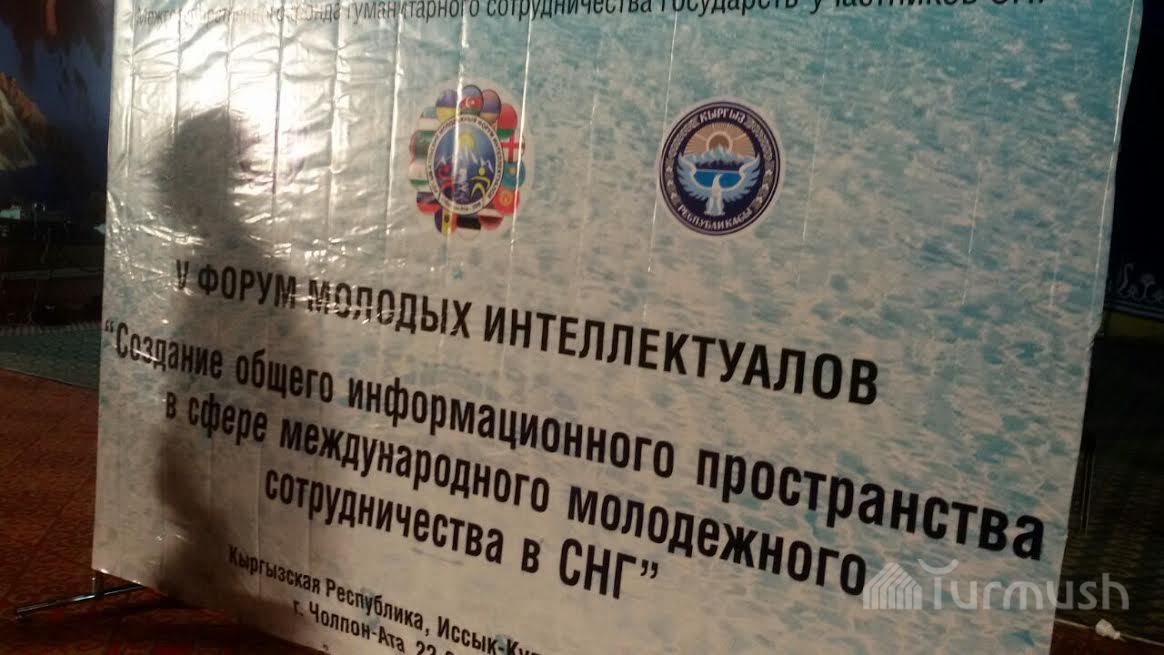 гуманитарного сотрудничества государств-участников СНГ
КЫРГЫЗ
РЕСПУБЛИКАСЫ
V ФОРУМ МОЛОДЫХ ИНТЕЛЛЕКТУАЛОВ
“Создание общего информационного пространства
в сфере международного молодежного
сотрудничества в СНГ”
Кыргызская Республика, Иссык-Ку
г. Чолпон-Ата 22
Turmush